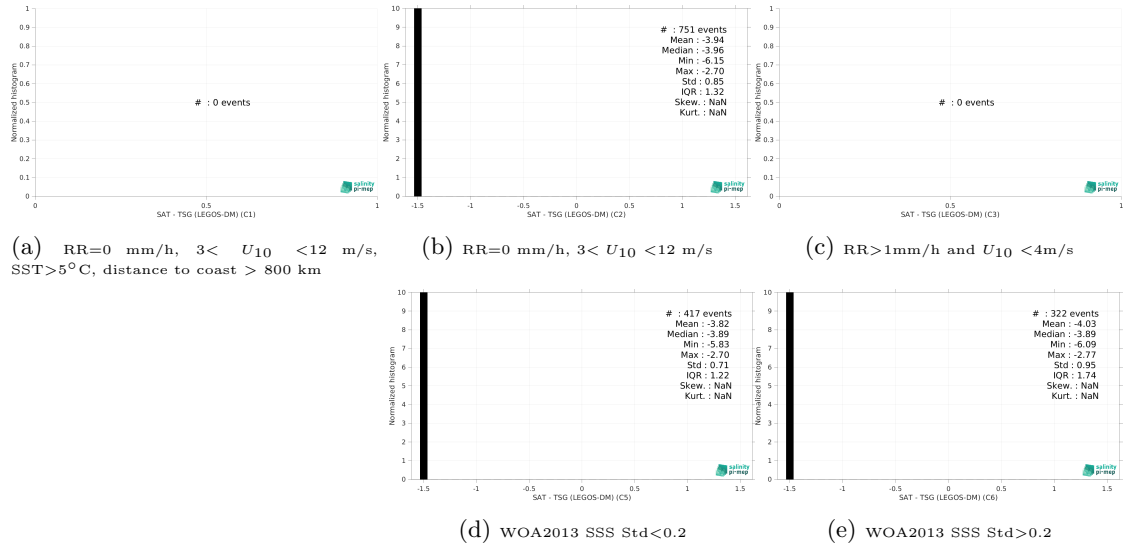 1
0.9
0.8
0.7
0.6
0.5
0.4
0.3
0.2
0.1
0
Normalized histogram
# : 0 events
salinity
pi-mep
0 0.5 1
SAT - TSG (LEGOS-DM) (C1)
(a) RR=0 mm/h, 3< U10 <12 m/s,
SST>5°C, distance to coast > 800 km
10
9
8
7
6
5
4
3
2
1
0
Normalized histogram
# : 751 events
Mean : -3.94
Median : -3.96
Min : -6.15
Max : -2.70
Std : 0.85
IQR : 1.32
Skew. : NaN
Kurt. : NaN
salinity
pi-mep
-1.5 -1 -0.5 0 0.5 1 1.5
SAT - TSG (LEGOS-DM) (C2)
(b) RR=0 mm/h, 3< U10 <12 m/s
1
0.9
0.8
0.7
0.6
0.5
0.4
0.3
0.2
0.1
0
Normalized histogram
# : 0 events
salinity
pi-mep
0 0.5 1
SAT - TSG (LEGOS-DM) (C3)
(c) RR>1mm/h and U10 <4m/s
10
9
8
7
6
5
4
3
2
1
0
Normalized histogram
# : 417 events
Mean : -3.82
Median : -3.89
Min : -5.83
Max : -2.70
Std : 0.71
IQR : 1.22
Skew. : NaN
Kurt. : NaN
salinity
pi-mep
-1.5 -1 -0.5 0 0.5 1 1.5
SAT - TSG (LEGOS-DM) (C5)
(d) WOA2013 SSS Std<0.2
10
9
8
7
6
5
4
3
2
1
0
Normalized histogram
# : 322 events
Mean : -4.03
Median : -3.89
Min : -6.09
Max : -2.77
Std : 0.95
IQR : 1.74
Skew. : NaN
Kurt. : NaN
salinity
pi-mep
-1.5 -1 -0.5 0 0.5 1 1.5
SAT - TSG (LEGOS-DM) (C6)
(e) WOA2013 SSS Std>0.2